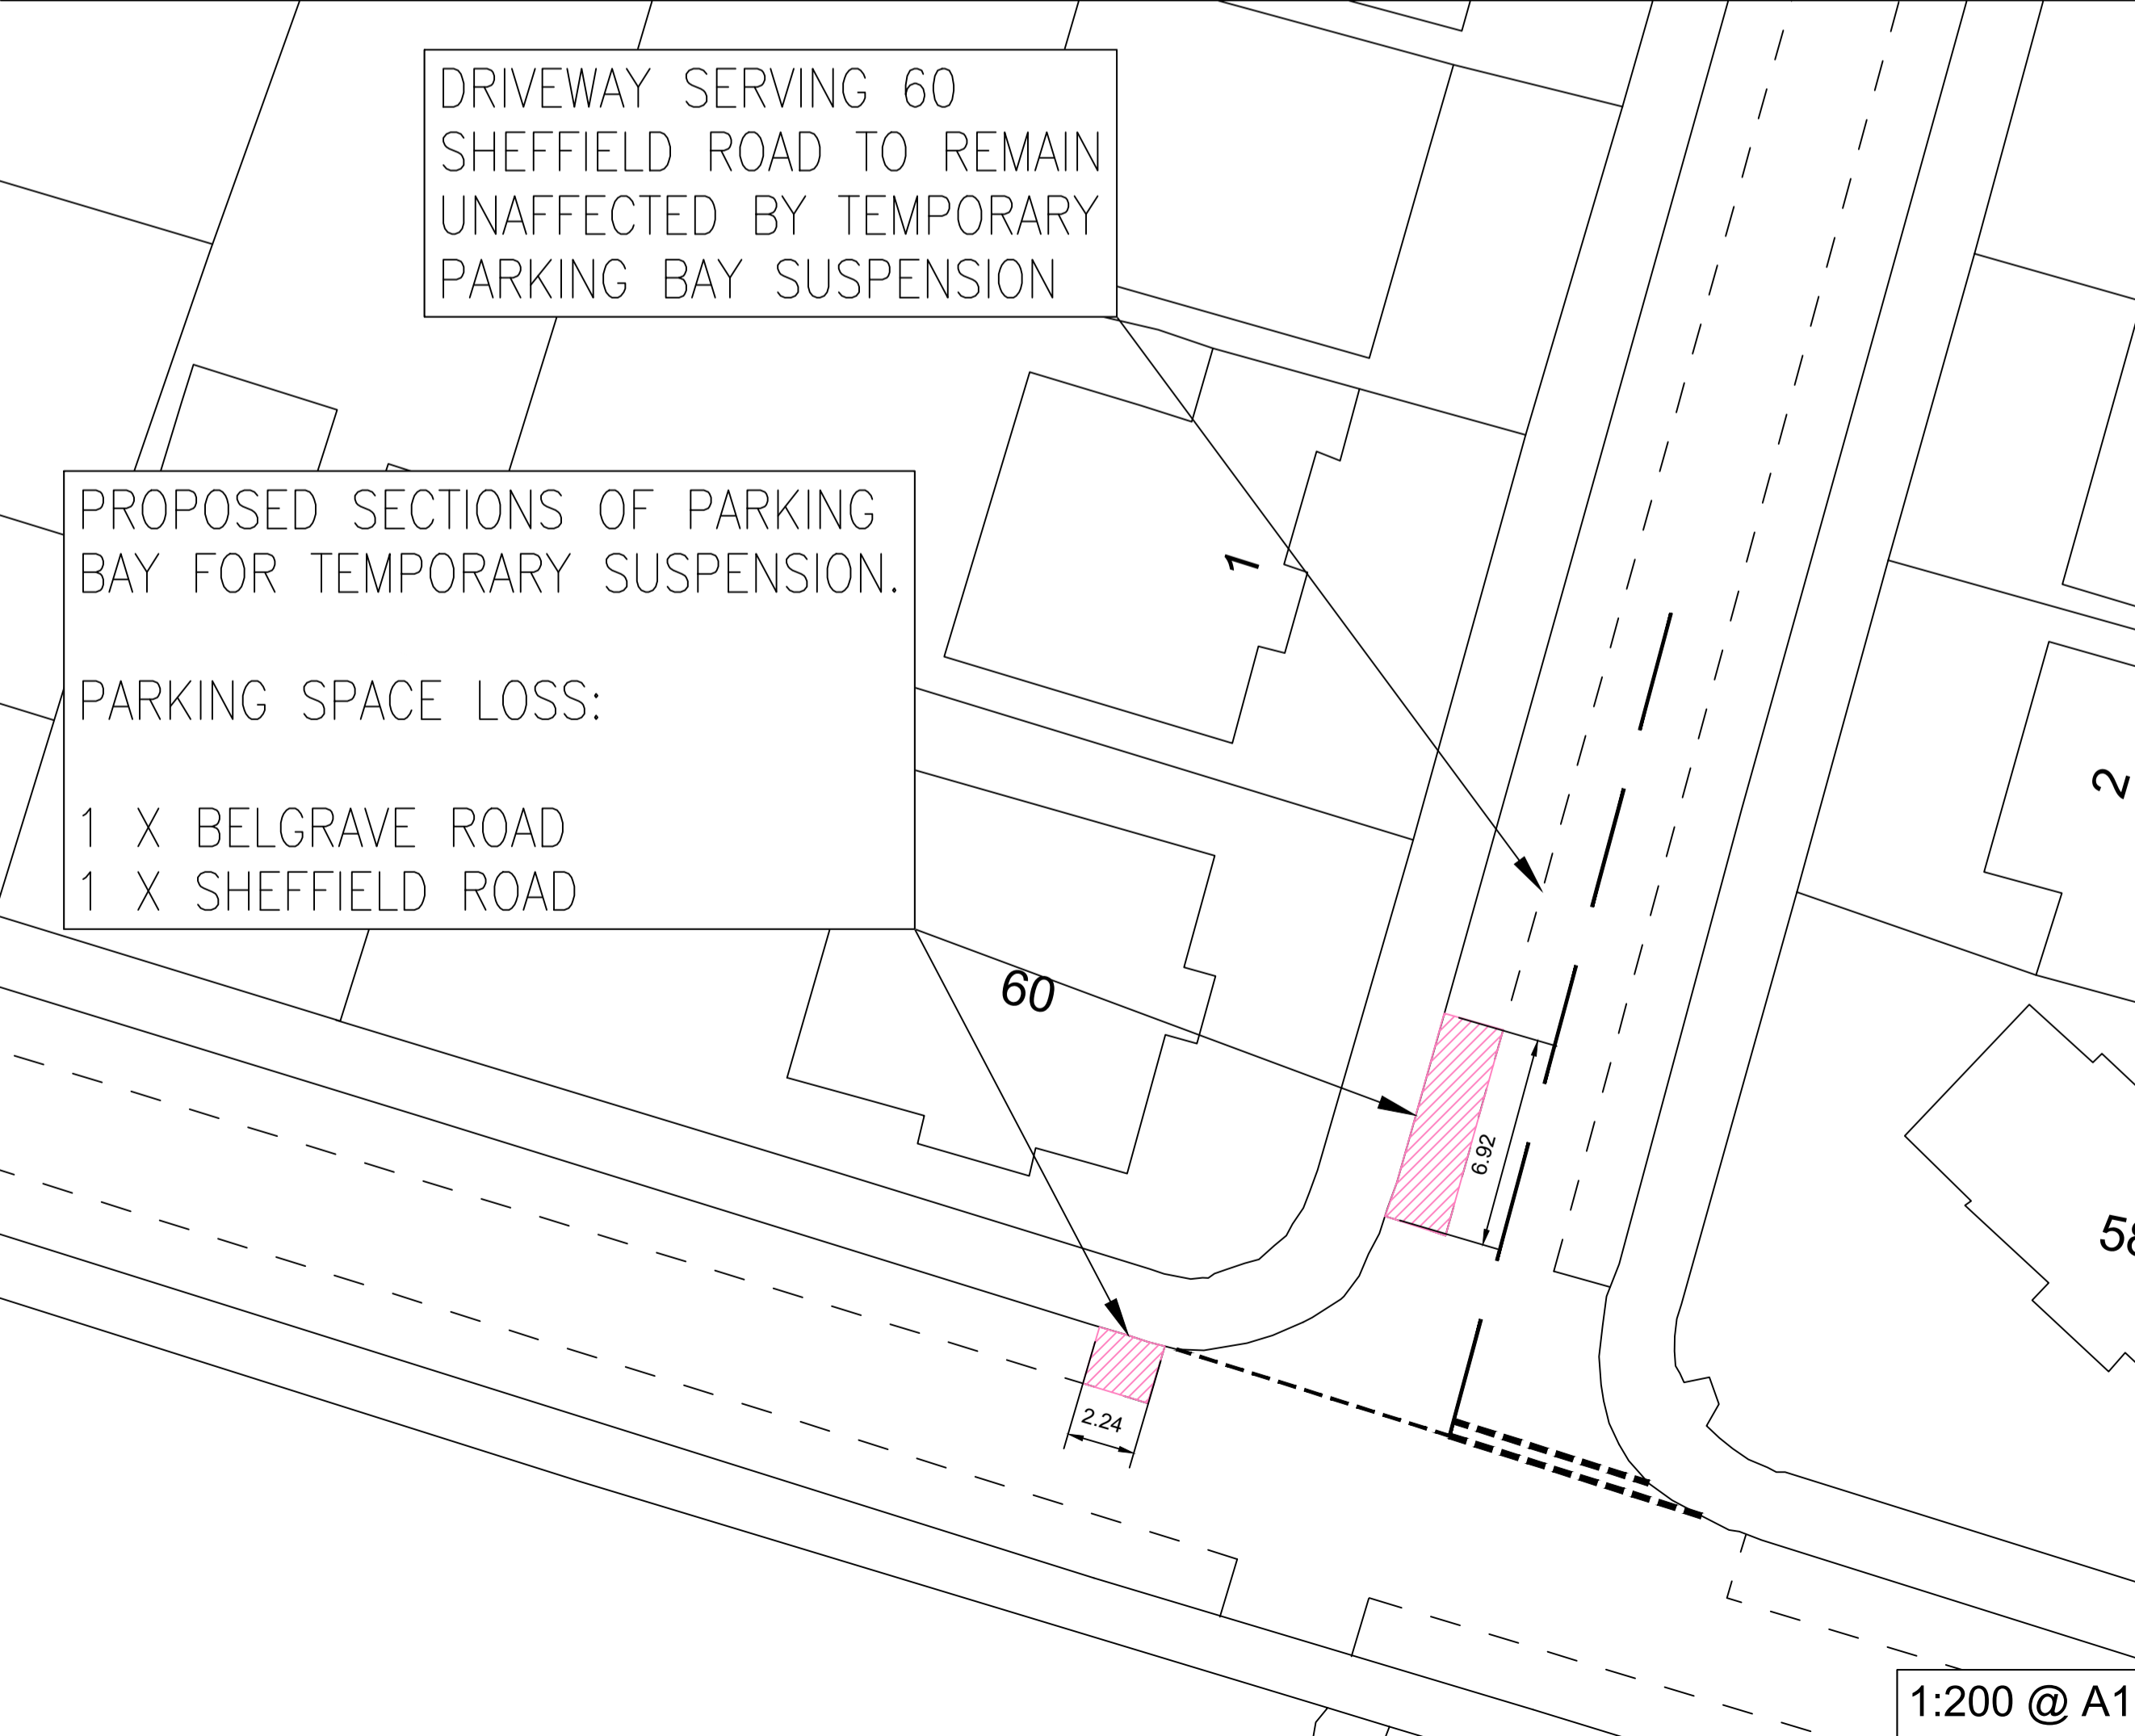 DRIVEWAY SERVING 60
SHEFFIELD ROAD TO REMAIN
UNAFFECTED BY TEMPORARY
PARKING BAY SUSPENSION
PROPOSED SECTIONS OF PARKING
BAY FOR TEMPORARY SUSPENSION.
PARKING SPACE LOSS:
1 X BELGRAVE ROAD
1 X SHEFFIELD ROAD
1
2
60
6.92
58
2.24
1:200 @ A1